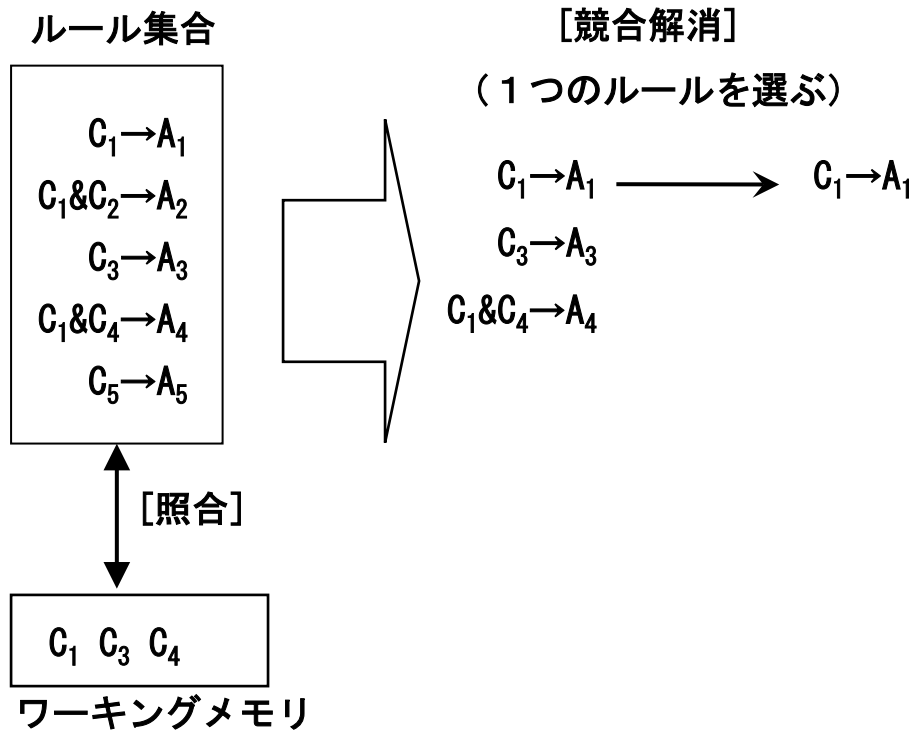 ルール集合
C₁→A₁
C₁&C₂→A₂
C₃→A₃
C₁&C₄→A₄
C₅→A₅
[照合]
C₁ C₃ C₄
ワーキングメモリ
[競合解消]
（１つのルールを選ぶ）
C₁→A₁
C₃→A₃
C₁&C₄→A₄
C₁→A₁